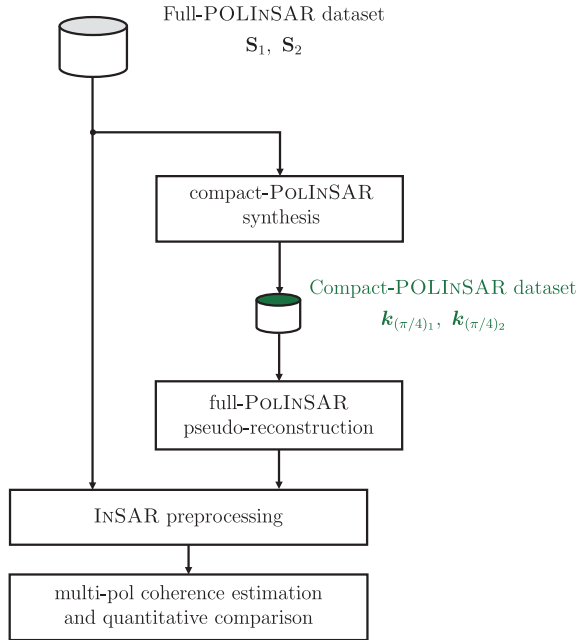 Full-POLINSAR dataset
S₁, S₂
compact-POLINSAR
synthesis
Compact-POLINSAR dataset
k₍π/4₎₁, k₍π/4₎₂
full-POLINSAR
pseudo-reconstruction
INSAR preprocessing
multi-pol coherence estimation
and quantitative comparison